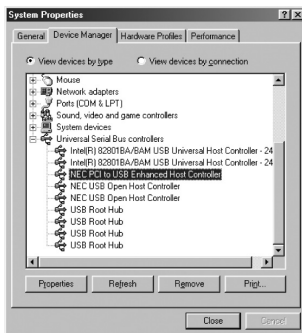 System Properties
General
Device Manager
Hardware Profiles
Performance
View devices by type
View devices by connection
Mouse
Network adapters
Ports (COM & LPT)
Sound, video and game controllers
System devices
Universal Serial Bus controllers
Intel(R) 82801BA/BAM USB Universal Host Controller - 24
Intel(R) 82801BA/BAM USB Universal Host Controller - 24
NEC PCI to USB Enhanced Host Controller
NEC USB Open Host Controller
NEC USB Open Host Controller
USB Root Hub
USB Root Hub
USB Root Hub
USB Root Hub
Properties
Refresh
Remove
Print...
Close
Cancel